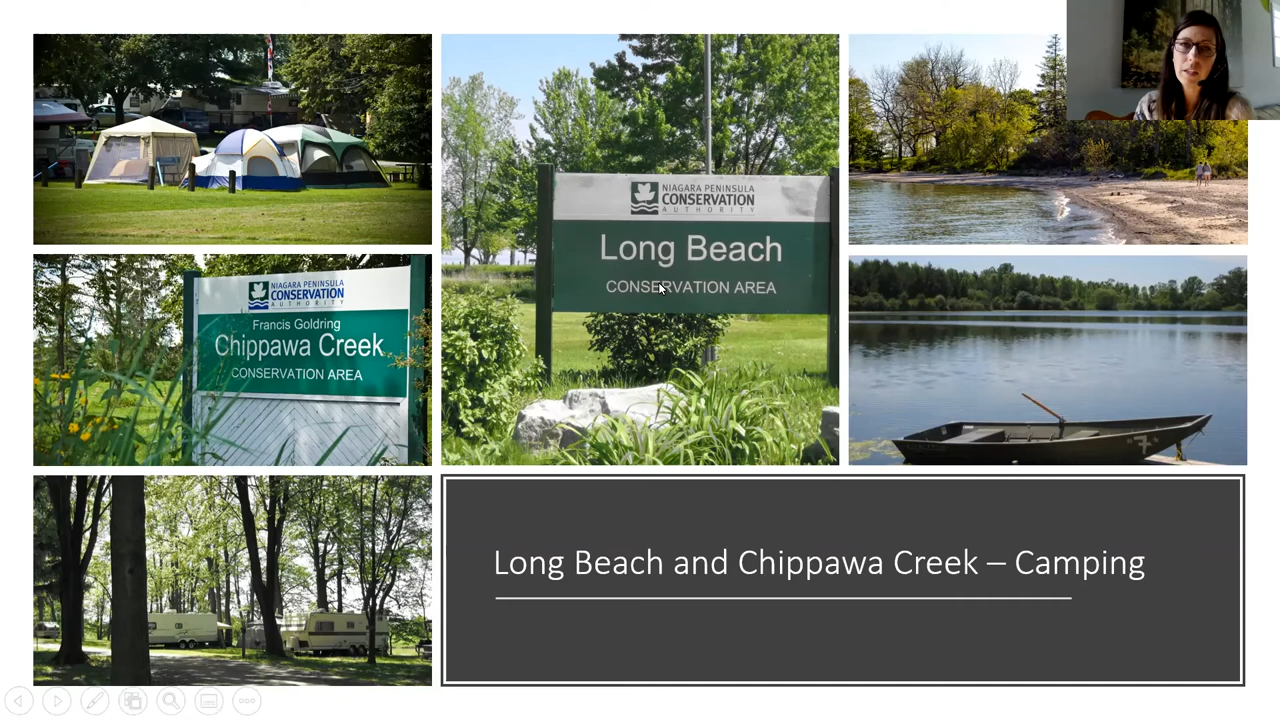 NIAGARA PENINSULA
CONSERVATION
AUTHORITY
Long Beach
CONSERVATION AREA
NIAGARA PENINSULA
CONSERVATION
AUTHORITY
Francis Goldring
Chippawa Creek
CONSERVATION AREA
7
Long Beach and Chippawa Creek – Camping